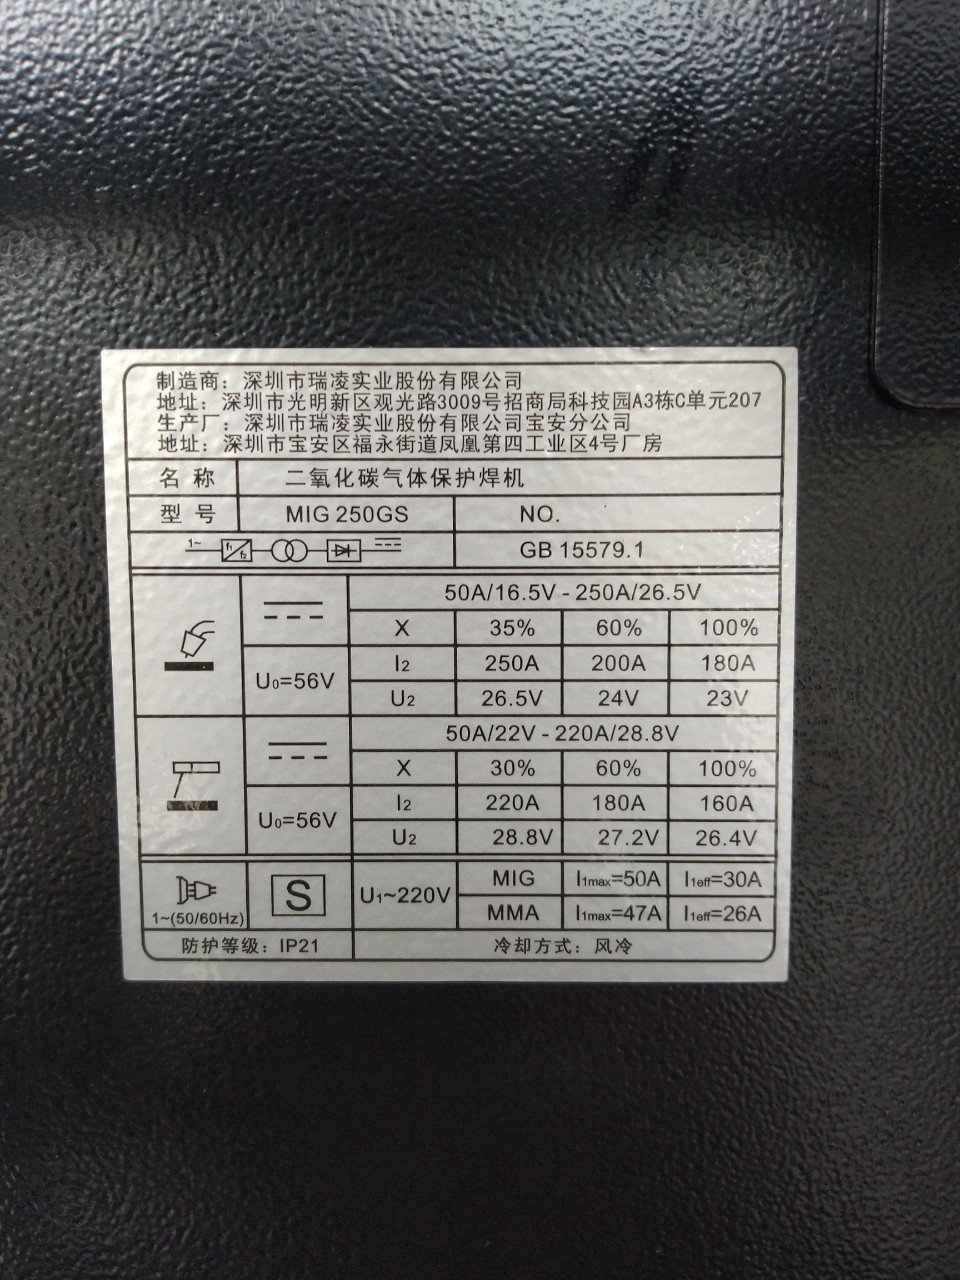 制造商：深圳市瑞凌实业股份有限公司
地址：深圳市光明新区观光路3009号招商局科技园A3栋C单元207
生产厂：深圳市瑞凌实业股份有限公司宝安分公司
地址：深圳市宝安区福永街道凤凰第四工业区4号厂房
名称 二氧化碳气体保护焊机
型号 MIG 250GS NO.
1~ f1 f2 GB 15579.1
50A/16.5V - 250A/26.5V
X 35% 60% 100%
U0=56V
I2 250A 200A 180A
U2 26.5V 24V 23V
50A/22V - 220A/28.8V
X 30% 60% 100%
U0=56V
I2 220A 180A 160A
U2 28.8V 27.2V 26.4V
1~(50/60Hz) S U1~220V
MIG I1max=50A I1eff=30A
MMA I1max=47A I1eff=26A
防护等级：IP21 冷却方式：风冷